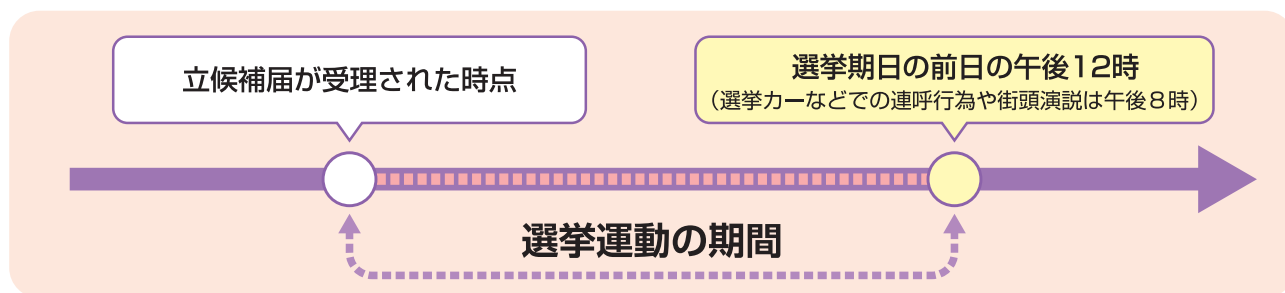 立候補届が受理された時点
選挙期日の前日の午後12時
（選挙カーなどでの連呼行為や街頭演説は午後８時）
選挙運動の期間